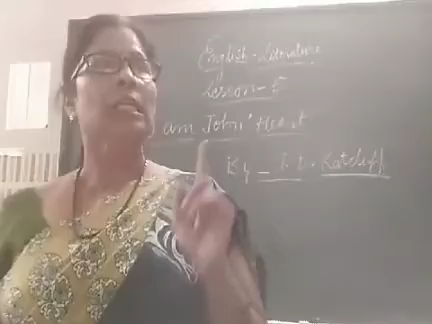 English - Literature
Lesson - 5
am John' Heart
By - J. D. Ratcliff